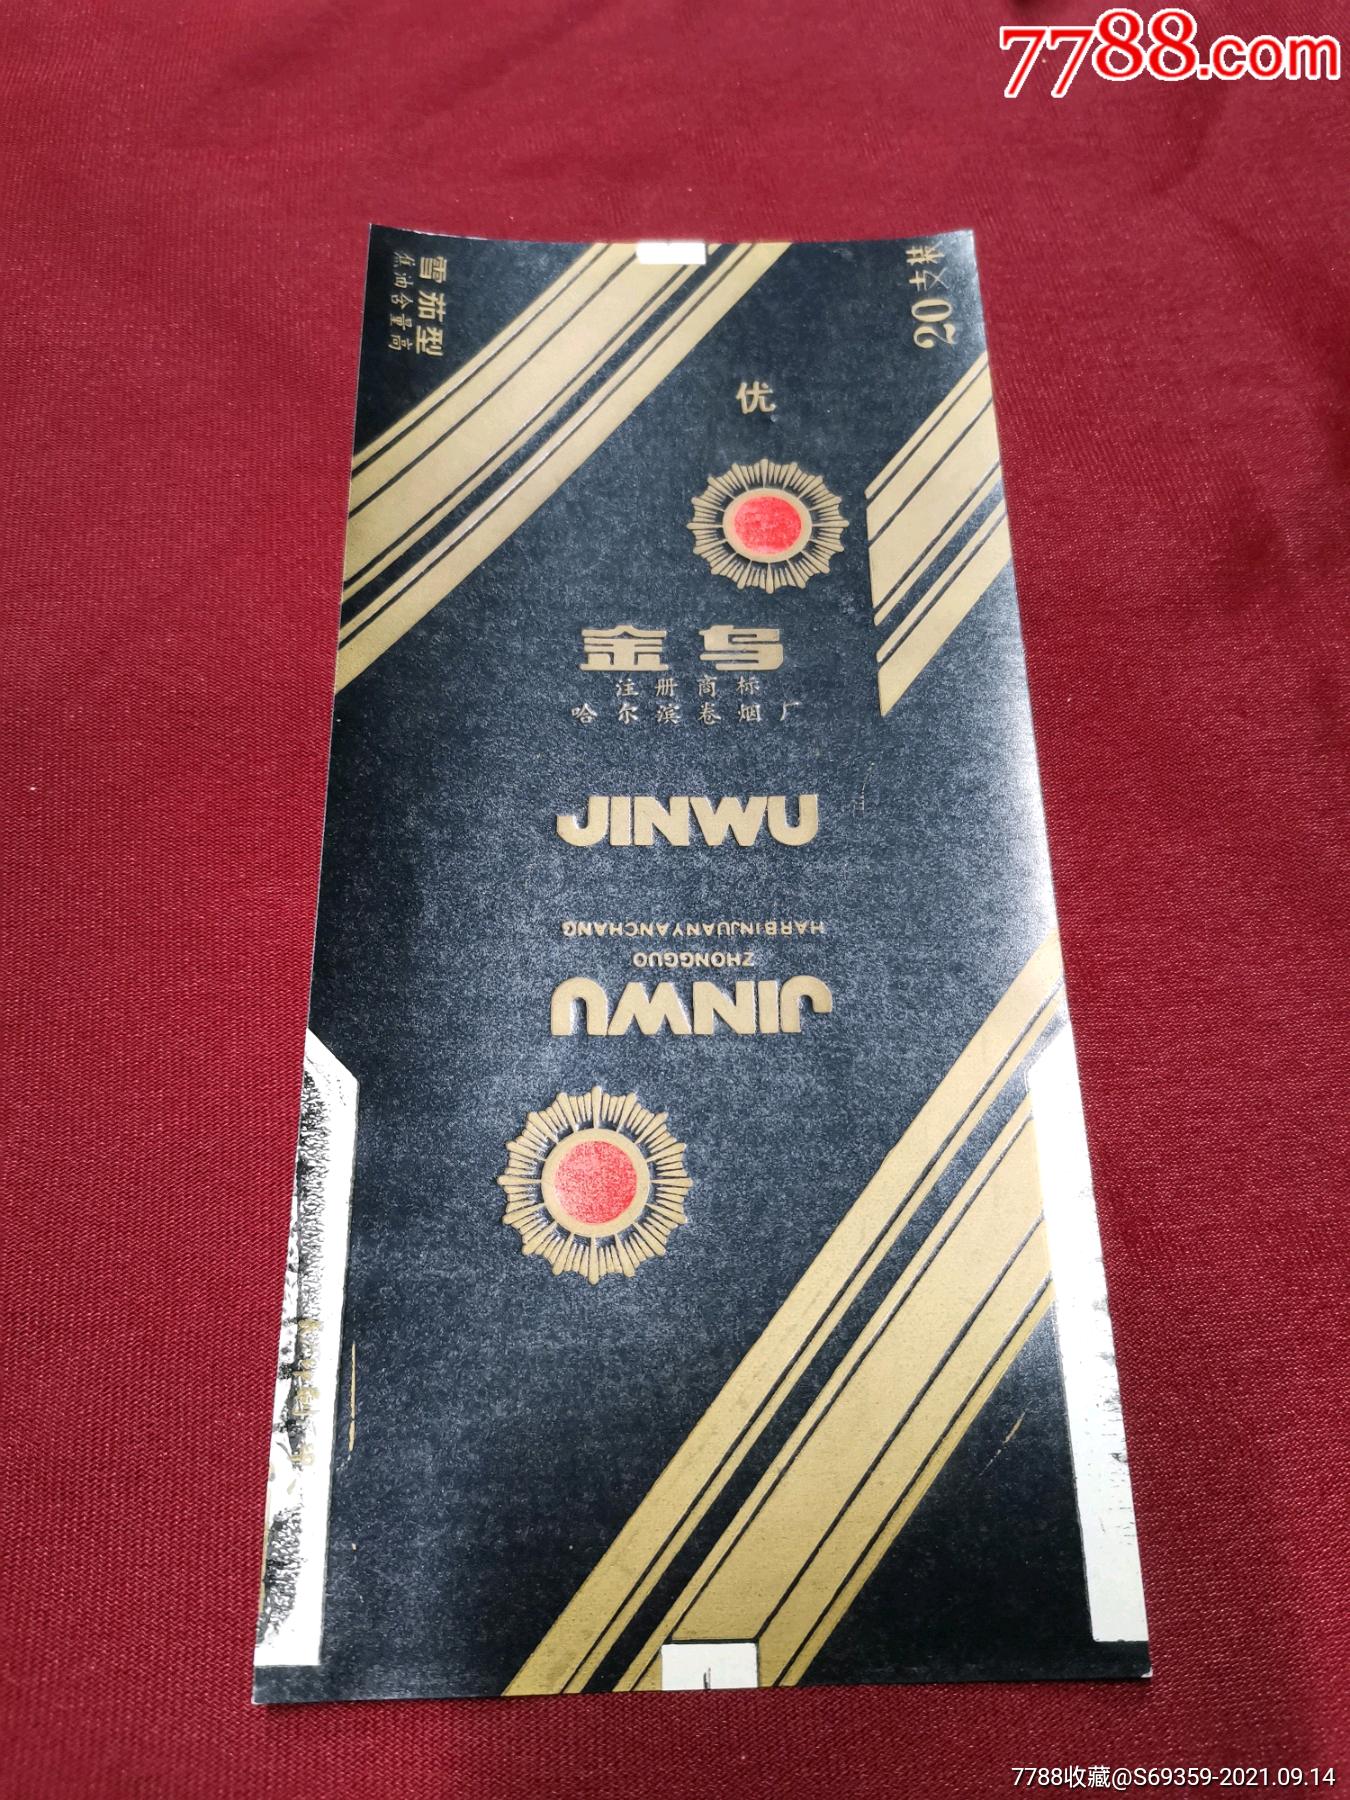 7788.com
雪茄型
焦油含量高
20支装
优
金乌
注册商标
哈尔滨卷烟厂
JINWU
HARBINJUANYANCHANG
ZHONGGUO
JINWU
7788收藏@S69359-2021.09.14